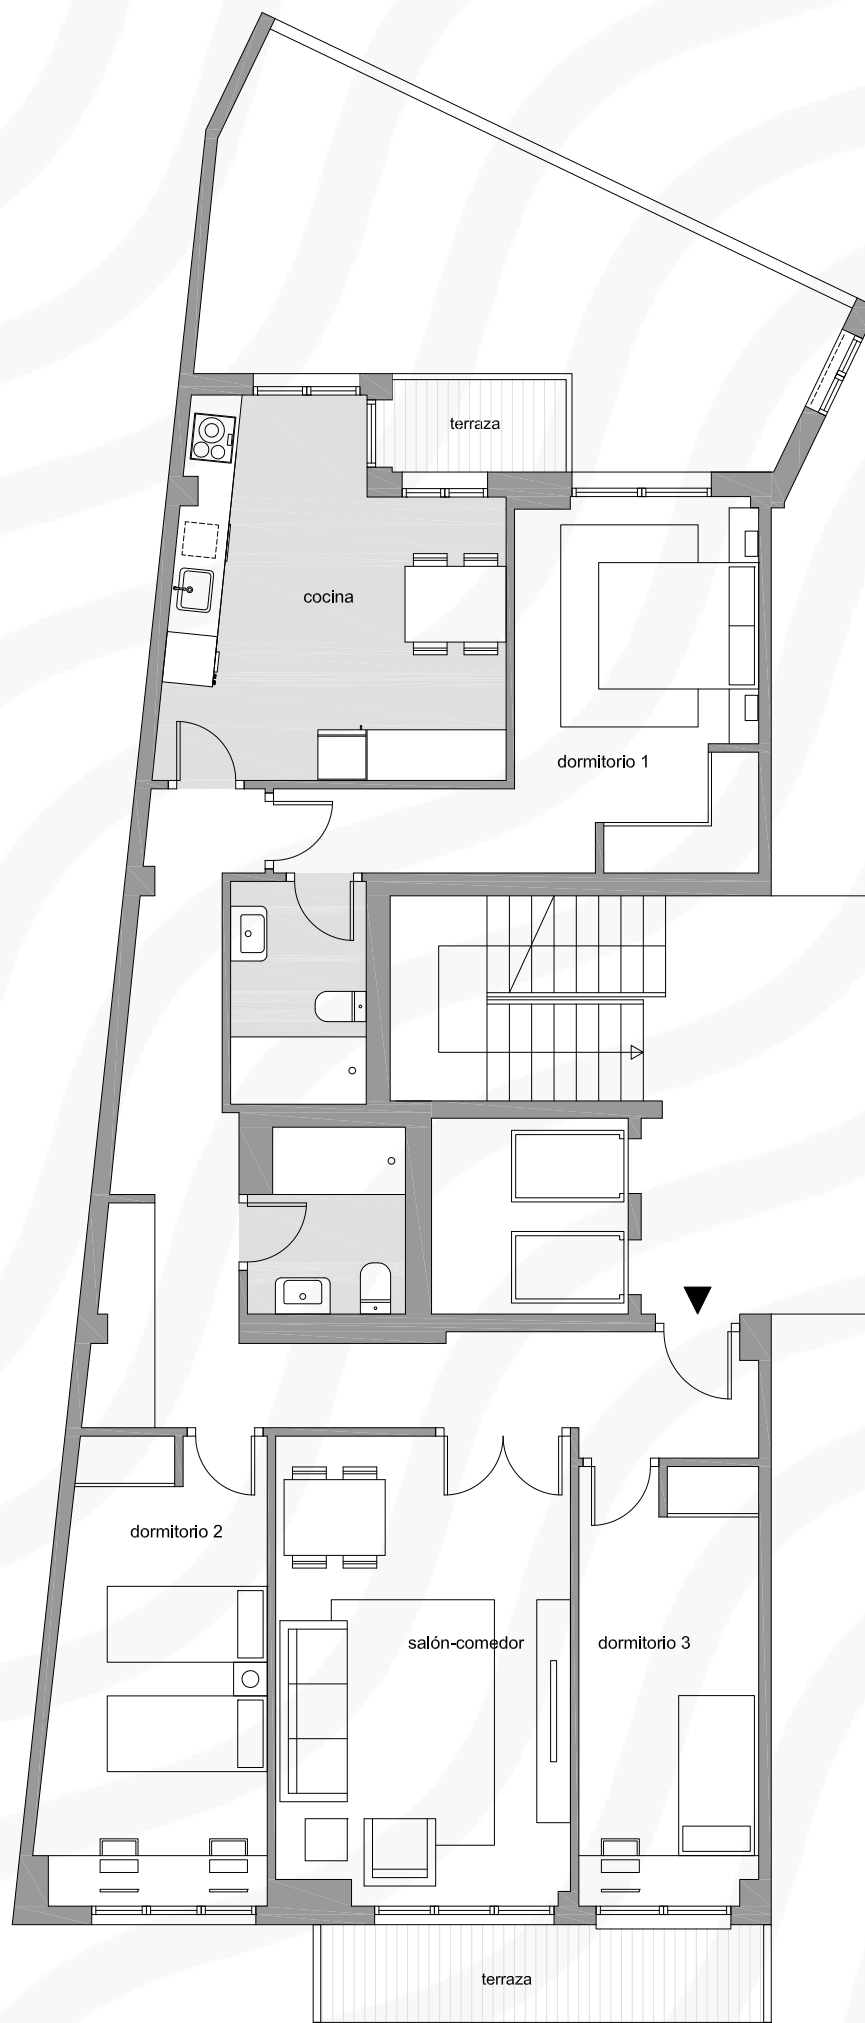 terraza
cocina
dormitorio 1
dormitorio 2
salón-comedor
dormitorio 3
terraza